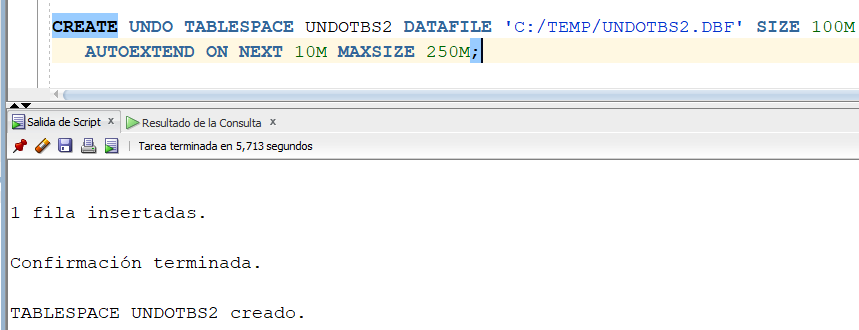 CREATE UNDO TABLESPACE UNDOTBS2 DATAFILE 'C:/TEMP/UNDOTBS2.DBF' SIZE 100M
AUTOEXTEND ON NEXT 10M MAXSIZE 250M;
Salida de Script x Resultado de la Consulta x
Tarea terminada en 5,713 segundos
1 fila insertadas.
Confirmación terminada.
TABLESPACE UNDOTBS2 creado.